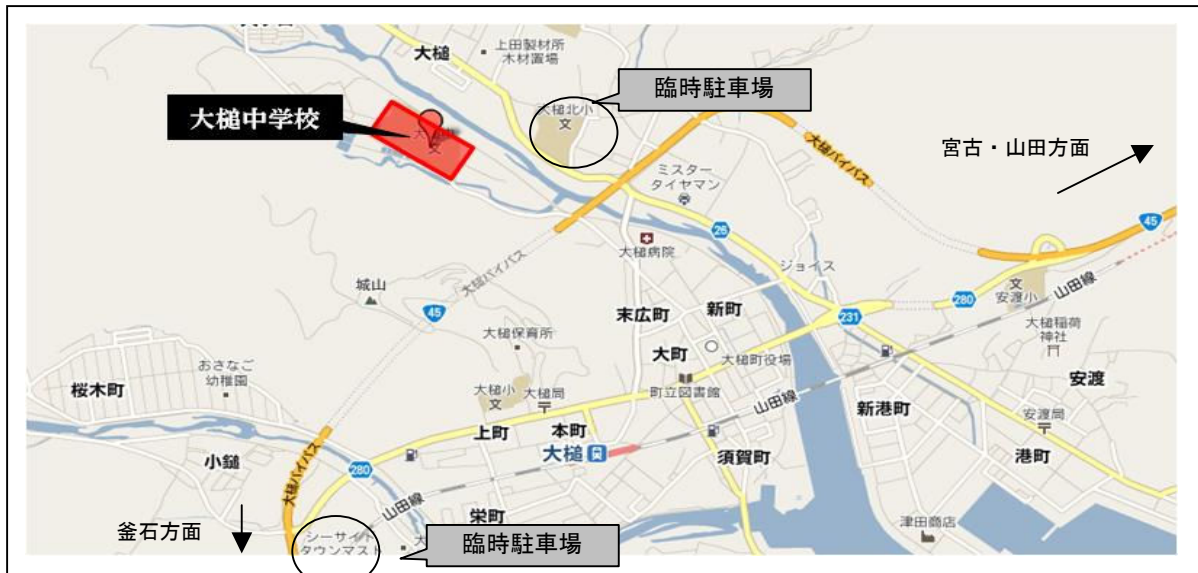 大槌
上田製材所
木材置場
臨時駐車場
大槌北小
文
大槌中学校
文
宮古・山田方面
大槌バイパス
ミスター
タイヤマン
45
26
大槌病院
ジョイス
大槌バイパス
城山
45
280
文
安渡小
山田線
末広町
新町
231
大槌稲荷
神社
大槌保育所
大町
大槌町役場
おさなご
幼稚園
桜木町
大槌小
文
大槌局
町立図書館
安渡
山田線
新港町
安渡局
上町
本町
大槌
須賀町
港町
小鎚
280
大槌バイパス
山田線
栄町
釜石方面
シーサイド
タウンマスト
大
臨時駐車場
津田商店